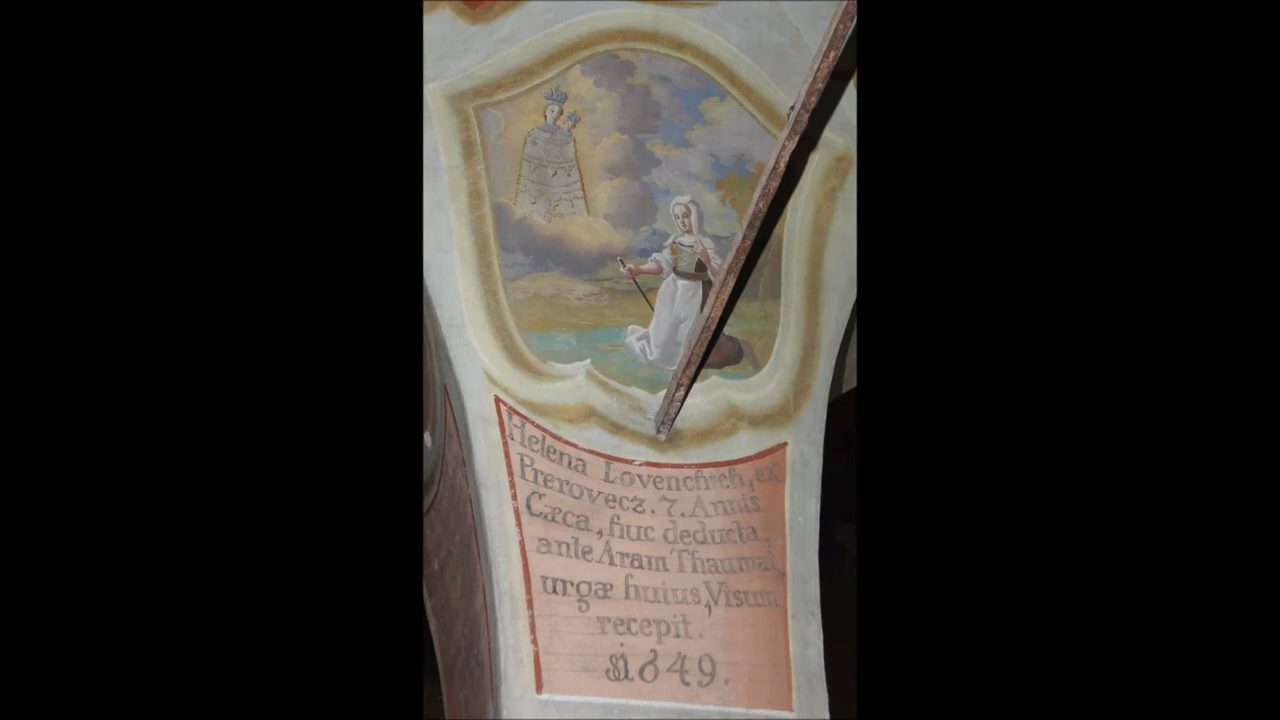 Helena Lovenchich, ex
Prerovecz. 7. Annis
Cæca, huc deducta,
ante Aram Thaumat,
urgæ huius, Visum
recepit.
1649.